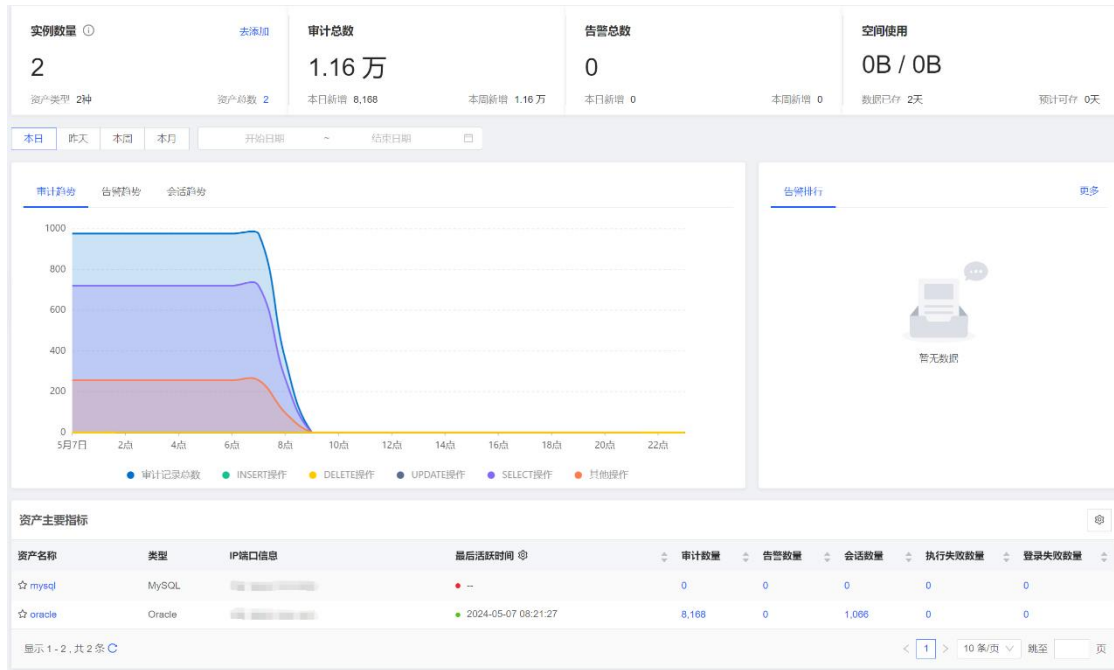 实例数量 去添加 审计总数 告警总数 空间使用
2 1.16 万 0 0B / 0B
资产类型 2种 资产总数 2 本日新增 8,168 本周新增 1.16 万 本日新增 0 本周新增 0 数据已存 2天 预计可存 0天
本日 昨天 本周 本月 开始日期 ~ 结束日期
审计趋势 告警趋势 会话趋势 告警排行 更多
1000
800
600
400
200
0
5月7日 2点 4点 6点 8点 10点 12点 14点 16点 18点 20点 22点
审计记录总数 INSERT操作 DELETE操作 UPDATE操作 SELECT操作 其他操作
暂无数据
资产主要指标
资产名称 类型 IP端口信息 最后活跃时间 审计数量 告警数量 会话数量 执行失败数量 登录失败数量
mysql MySQL -- 0 0 0 0 0
oracle Oracle 2024-05-07 08:21:27 8,168 0 1,066 0 0
显示 1 - 2 , 共 2 条 < 1 > 10 条/页 跳至 页